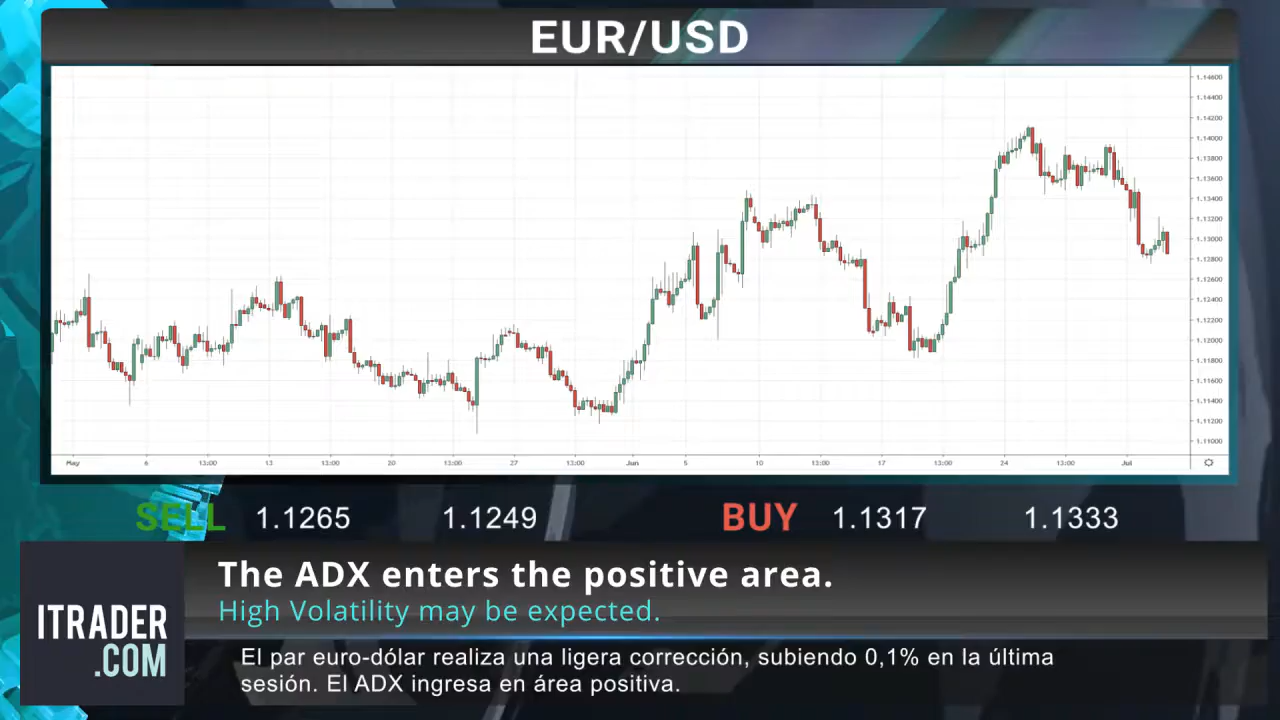 EUR/USD
1.14600
1.14400
1.14200
1.14000
1.13800
1.13600
1.13400
1.13200
1.13000
1.12800
1.12600
1.12400
1.12200
1.12000
1.11800
1.11600
1.11400
1.11200
1.11000
May 6 13:00 13 13:00 20 13:00 27 13:00 Jun 5 10 13:00 17 13:00 24 13:00 Jul
SELL 1.1265 1.1249 BUY 1.1317 1.1333
The ADX enters the positive area.
High Volatility may be expected.
ITRADER
.COM
El par euro-dólar realiza una ligera corrección, subiendo 0,1% en la última
sesión. El ADX ingresa en área positiva.